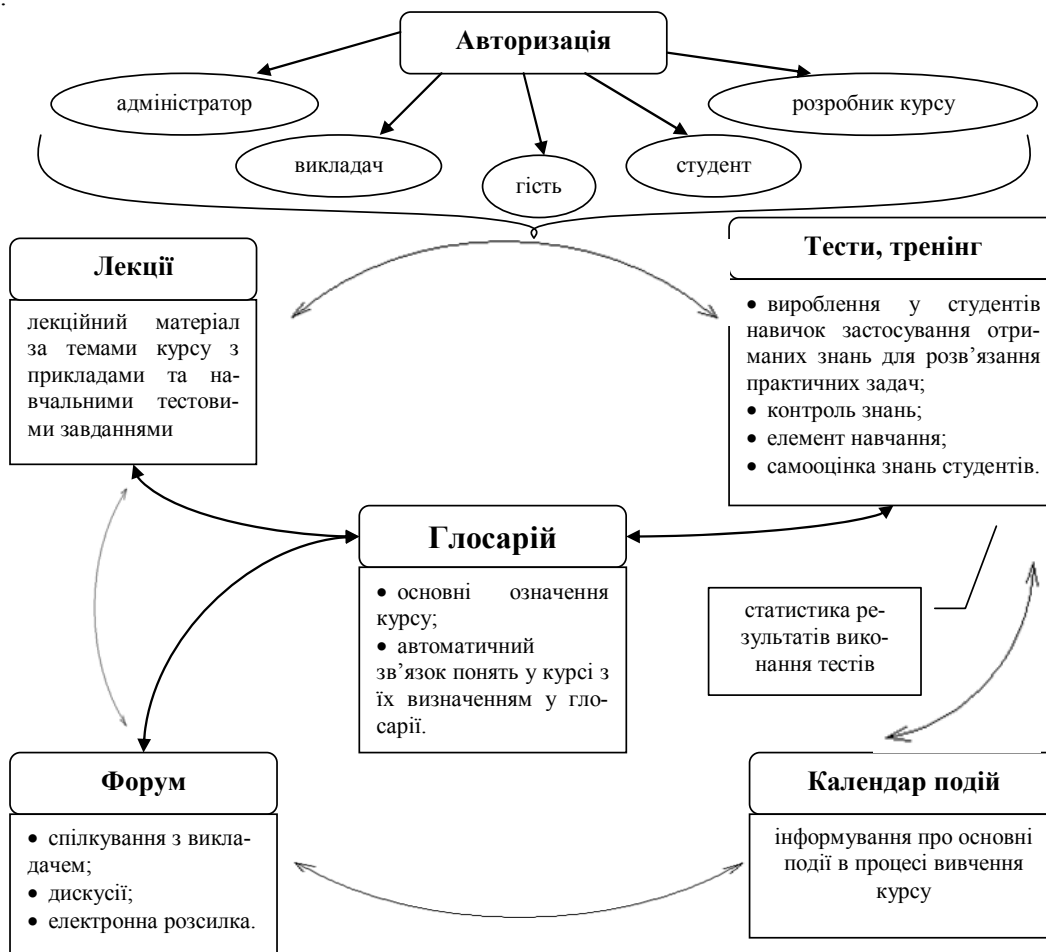 .
Авторизація
адміністратор
розробник курсу
викладач
студент
гість
Лекції
лекційний матеріал
за темами курсу з
прикладами та на-
вчальними тестови-
ми завданнями
Тести, тренінг
• вироблення у студентів
навичок застосування отри-
маних знань для розв’язання
практичних задач;
• контроль знань;
• елемент навчання;
• самооцінка знань студентів.
Глосарій
• основні означення
курсу;
• автоматичний
зв’язок понять у курсі з
їх визначенням у гло-
сарії.
статистика ре-
зультатів вико-
нання тестів
Форум
• спілкування з викла-
дачем;
• дискусії;
• електронна розсилка.
Календар подій
інформування про основні
події в процесі вивчення
курсу